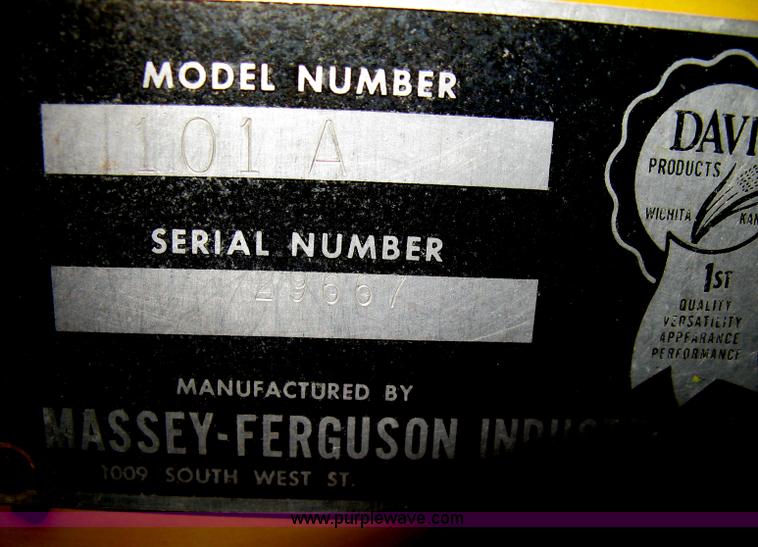 MODEL NUMBER
101 A
SERIAL NUMBER
29667
MANUFACTURED BY
MASSEY-FERGUSON
1009 SOUTH WEST ST.
DAVI
PRODUCTS
WICHITA KAN
1ST
QUALITY
VERSATILITY
APPEARANCE
PERFORMANCE
www.purplewave.com